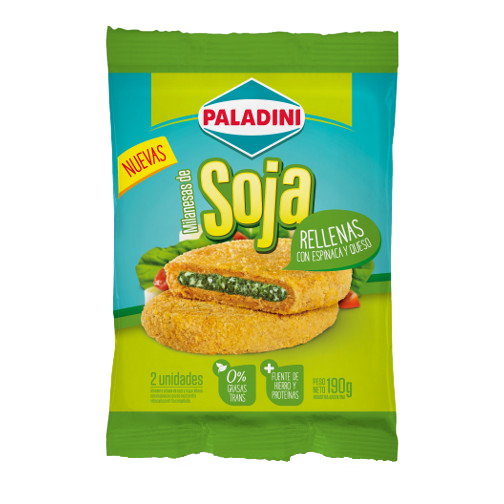 PALADINI
NUEVAS
Milanesas de
Soja
RELLENAS
CON ESPINACA Y QUESO
2 unidades
0%
GRASAS
TRANS
+
FUENTE DE
HIERRO Y
PROTEÍNAS
PESO
NETO 190g